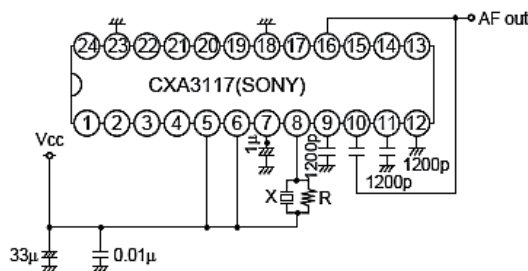 AF out
24 23 22 21 20 19 18 17 16 15 14 13
CXA3117(SONY)
1 2 3 4 5 6 7 8 9 10 11 12
Vcc
1μ
1200p
1200p
1200p
X
R
33μ
0.01μ